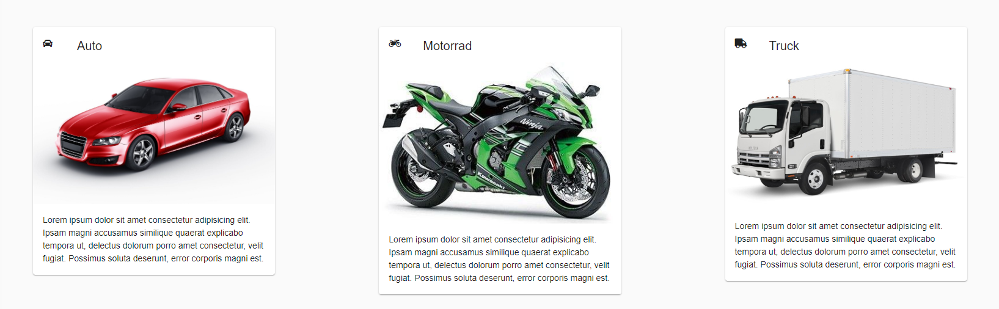 Auto
Lorem ipsum dolor sit amet consectetur adipisicing elit.
Ipsam magni accusamus similique quaerat explicabo
tempora ut, delectus dolorum porro amet consectetur, velit
fugiat. Possimus soluta deserunt, error corporis magni est.
Motorrad
Ninja
Kawasaki
Lorem ipsum dolor sit amet consectetur adipisicing elit.
Ipsam magni accusamus similique quaerat explicabo
tempora ut, delectus dolorum porro amet consectetur, velit
fugiat. Possimus soluta deserunt, error corporis magni est.
Truck
ISUZU
Lorem ipsum dolor sit amet consectetur adipisicing elit.
Ipsam magni accusamus similique quaerat explicabo
tempora ut, delectus dolorum porro amet consectetur, velit
fugiat. Possimus soluta deserunt, error corporis magni est.